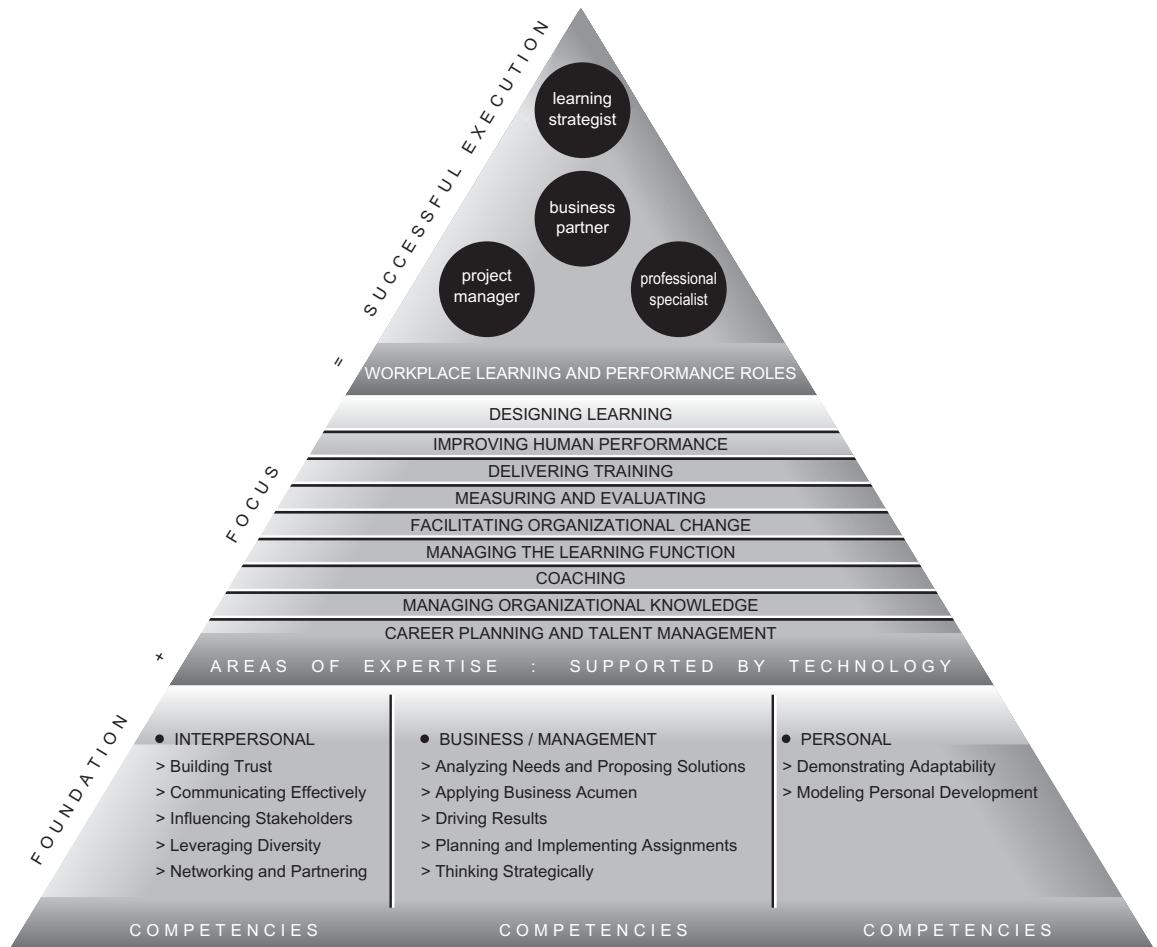 SUCCESSFUL EXECUTION
learning
strategist
business
partner
project
manager
professional
specialist
=
WORKPLACE LEARNING AND PERFORMANCE ROLES
FOCUS
DESIGNING LEARNING
IMPROVING HUMAN PERFORMANCE
DELIVERING TRAINING
MEASURING AND EVALUATING
FACILITATING ORGANIZATIONAL CHANGE
MANAGING THE LEARNING FUNCTION
COACHING
MANAGING ORGANIZATIONAL KNOWLEDGE
CAREER PLANNING AND TALENT MANAGEMENT
+
AREAS OF EXPERTISE : SUPPORTED BY TECHNOLOGY
FOUNDATION
• INTERPERSONAL
> Building Trust
> Communicating Effectively
> Influencing Stakeholders
> Leveraging Diversity
> Networking and Partnering
COMPETENCIES
• BUSINESS / MANAGEMENT
> Analyzing Needs and Proposing Solutions
> Applying Business Acumen
> Driving Results
> Planning and Implementing Assignments
> Thinking Strategically
COMPETENCIES
• PERSONAL
> Demonstrating Adaptability
> Modeling Personal Development
COMPETENCIES